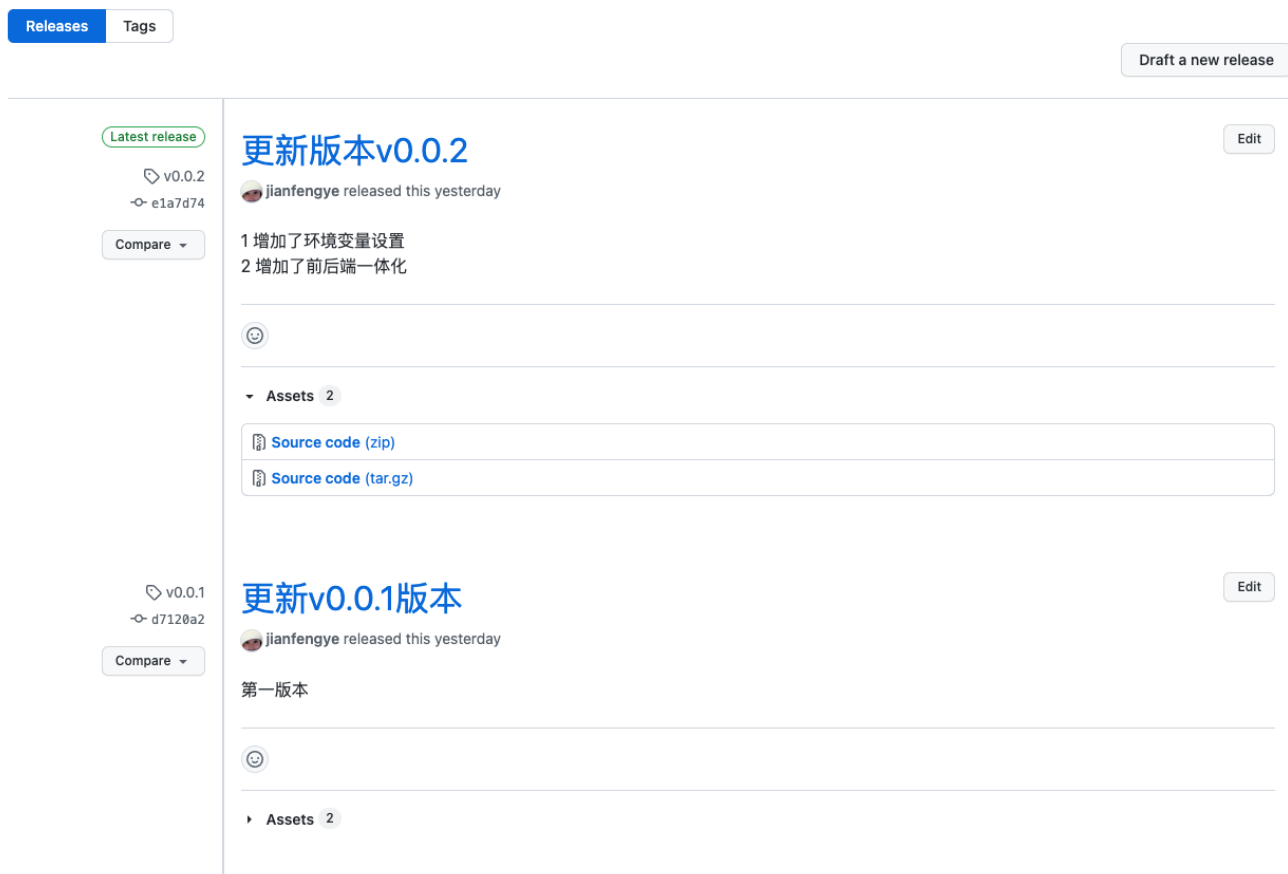 Releases Tags
Draft a new release
Latest release
v0.0.2
e1a7d74
Compare
更新版本v0.0.2
Edit
jianfengye released this yesterday
1 增加了环境变量设置
2 增加了前后端一体化
Assets 2
Source code (zip)
Source code (tar.gz)
v0.0.1
d7120a2
Compare
更新v0.0.1版本
Edit
jianfengye released this yesterday
第一版本
Assets 2